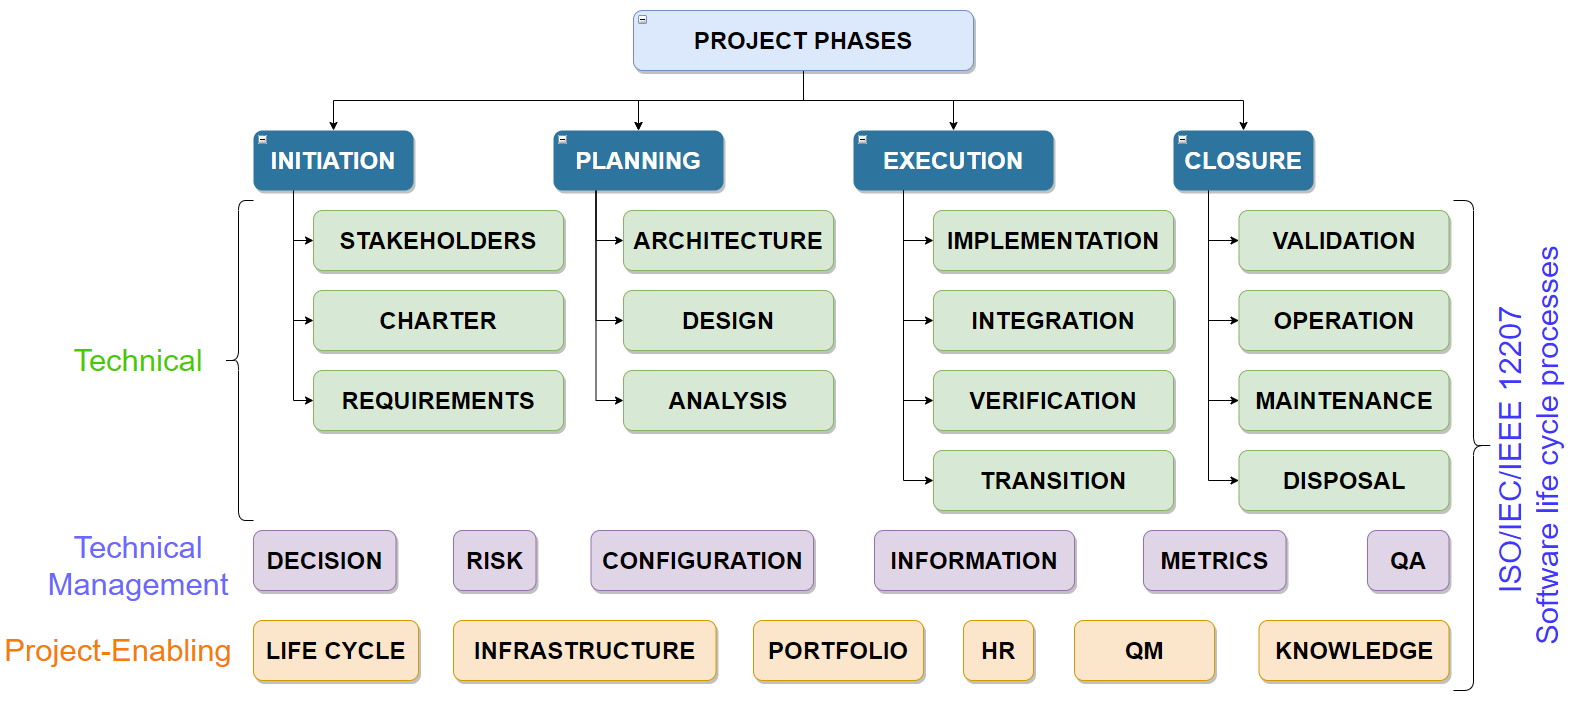 PROJECT PHASES
INITIATION
PLANNING
EXECUTION
CLOSURE
STAKEHOLDERS
ARCHITECTURE
IMPLEMENTATION
VALIDATION
CHARTER
DESIGN
INTEGRATION
OPERATION
Technical
REQUIREMENTS
ANALYSIS
VERIFICATION
MAINTENANCE
TRANSITION
DISPOSAL
Technical
Management
DECISION
RISK
CONFIGURATION
INFORMATION
METRICS
QA
Project-Enabling
LIFE CYCLE
INFRASTRUCTURE
PORTFOLIO
HR
QM
KNOWLEDGE
ISO/IEC/IEEE 12207
Software life cycle processes